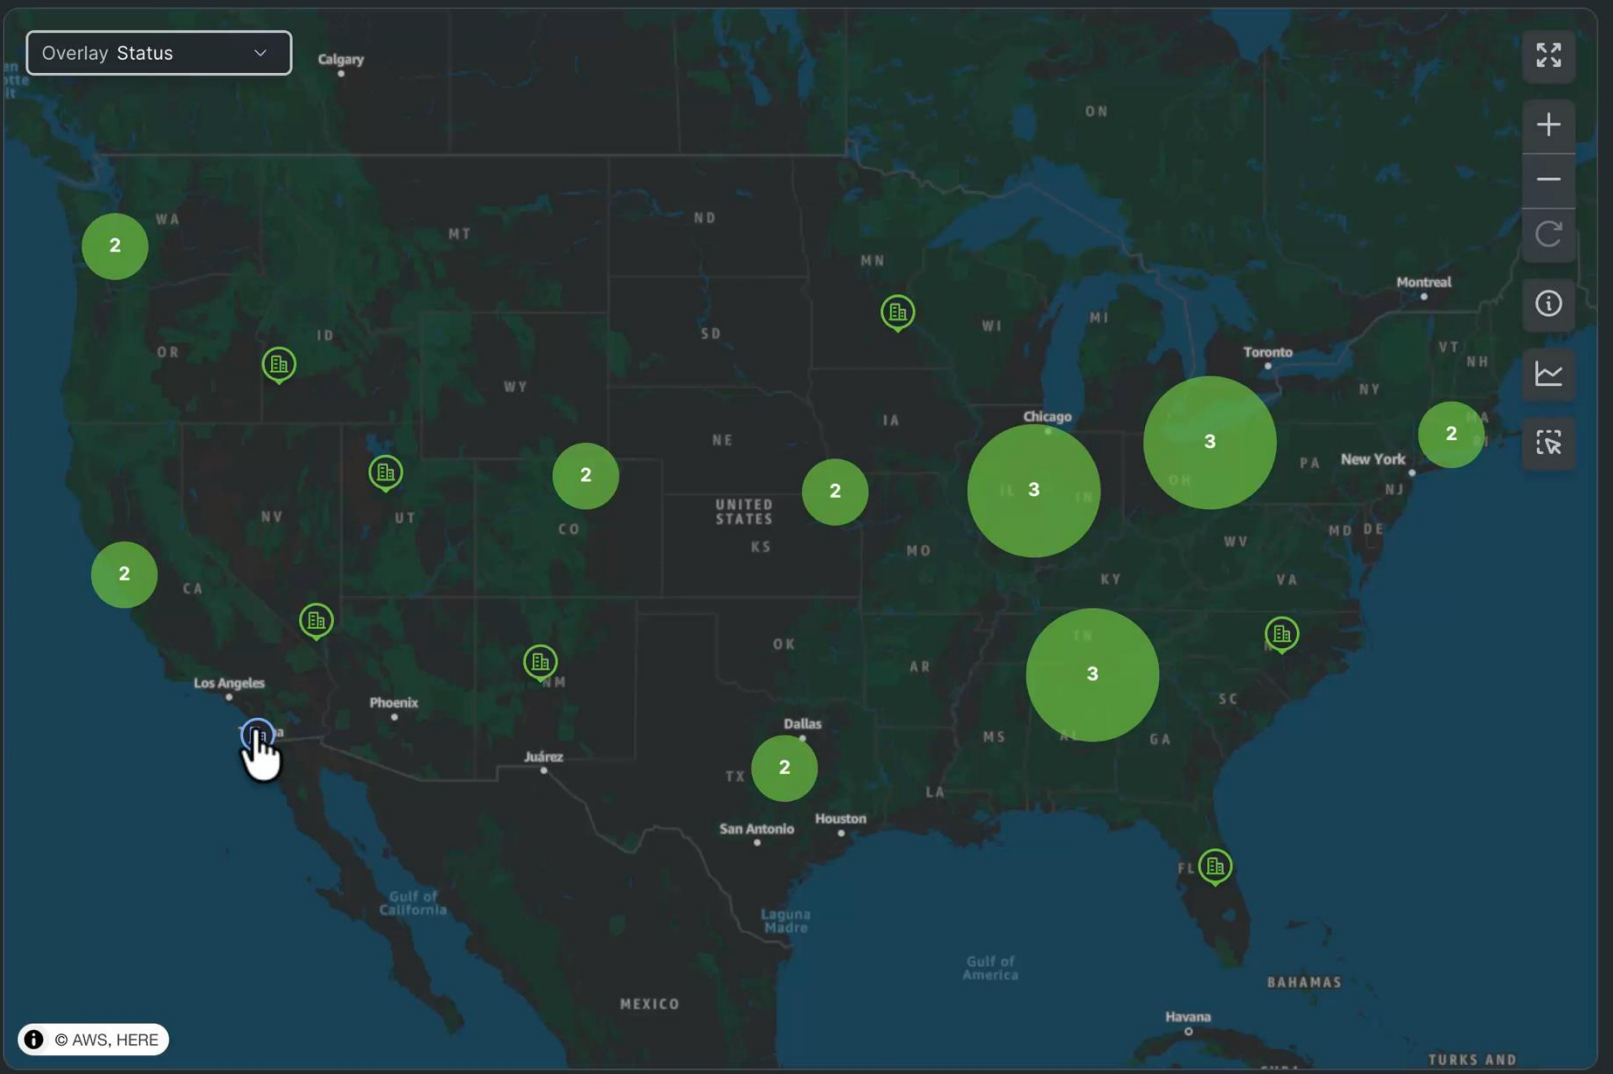 Overlay Status
Calgary
ON
WA
MT
ND
MN
2
Montreal
OR
ID
SD
WI
MI
VT
NH
Toronto
WY
NY
IA
Chicago
MA
NE
3
2
New York
PA
2
2
3
OH
IL
IN
NJ
UNITED
STATES
NV
UT
CO
KS
MO
MD
DE
WV
2
CA
KY
VA
TN
OK
AR
3
NM
Los Angeles
Phoenix
SC
Dallas
MS
AL
GA
Juárez
TX
2
LA
San Antonio
Houston
FL
Gulf of
California
Laguna
Madre
Gulf of
America
BAHAMAS
MEXICO
Havana
© AWS, HERE
TURKS AND